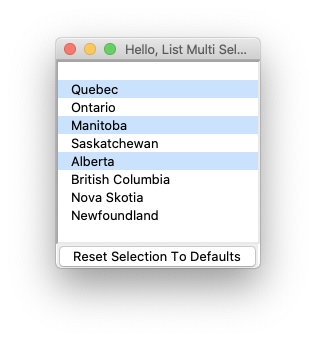 Hello, List Multi Sel...
Quebec
Ontario
Manitoba
Saskatchewan
Alberta
British Columbia
Nova Skotia
Newfoundland
Reset Selection To Defaults